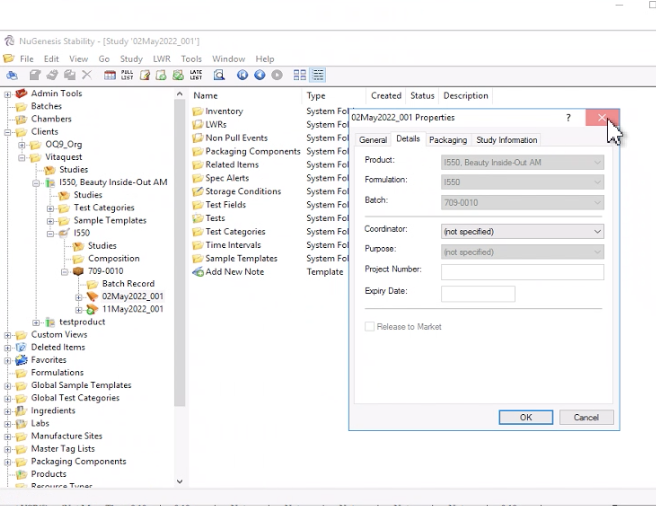 NuGenesis Stability - [Study '02May2022_001']
File Edit View Go Study LWR Tools Window Help
PULL LIST LATE LIST
Admin Tools
Batches
Chambers
Clients
OQ9_Org
Vitaquest
Studies
I550, Beauty Inside-Out AM
Studies
Test Categories
Sample Templates
I550
Studies
Composition
709-0010
Batch Record
02May2022_001
11May2022_001
testproduct
Custom Views
Deleted Items
Favorites
Formulations
Global Sample Templates
Global Test Categories
Ingredients
Labs
Manufacture Sites
Master Tag Lists
Packaging Components
Products
Resource Types
Name Type Created Status Description
Inventory System Fol
LWRs System Fol
Non Pull Events System Fol
Packaging Components System Fol
Related Items System Fol
Spec Alerts System Fol
Storage Conditions System Fol
Test Fields System Fol
Tests System Fol
Test Categories System Fol
Time Intervals System Fol
Sample Templates System Fol
Add New Note Template
02May2022_001 Properties ?
General Details Packaging Study Information
Product: I550, Beauty Inside-Out AM
Formulation: I550
Batch: 709-0010
Coordinator: (not specified)
Purpose: (not specified)
Project Number:
Expiry Date:
Release to Market
OK Cancel